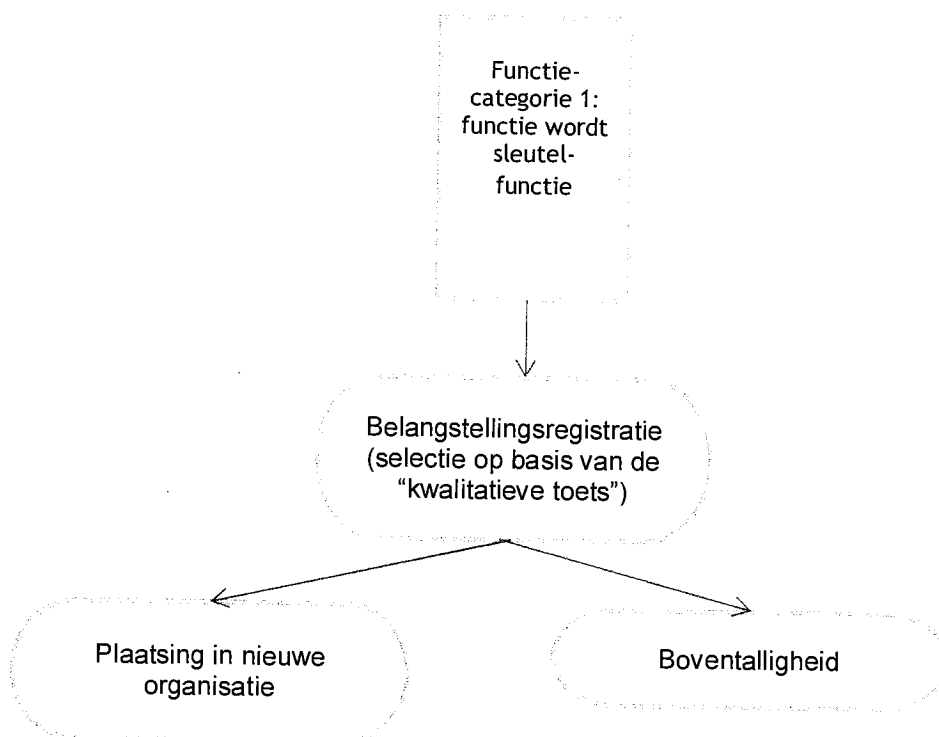 Functie-
categorie 1:
functie wordt
sleutel-
functie
Belangstellingsregistratie
(selectie op basis van de
“kwalitatieve toets”)
Plaatsing in nieuwe
organisatie
Boventalligheid